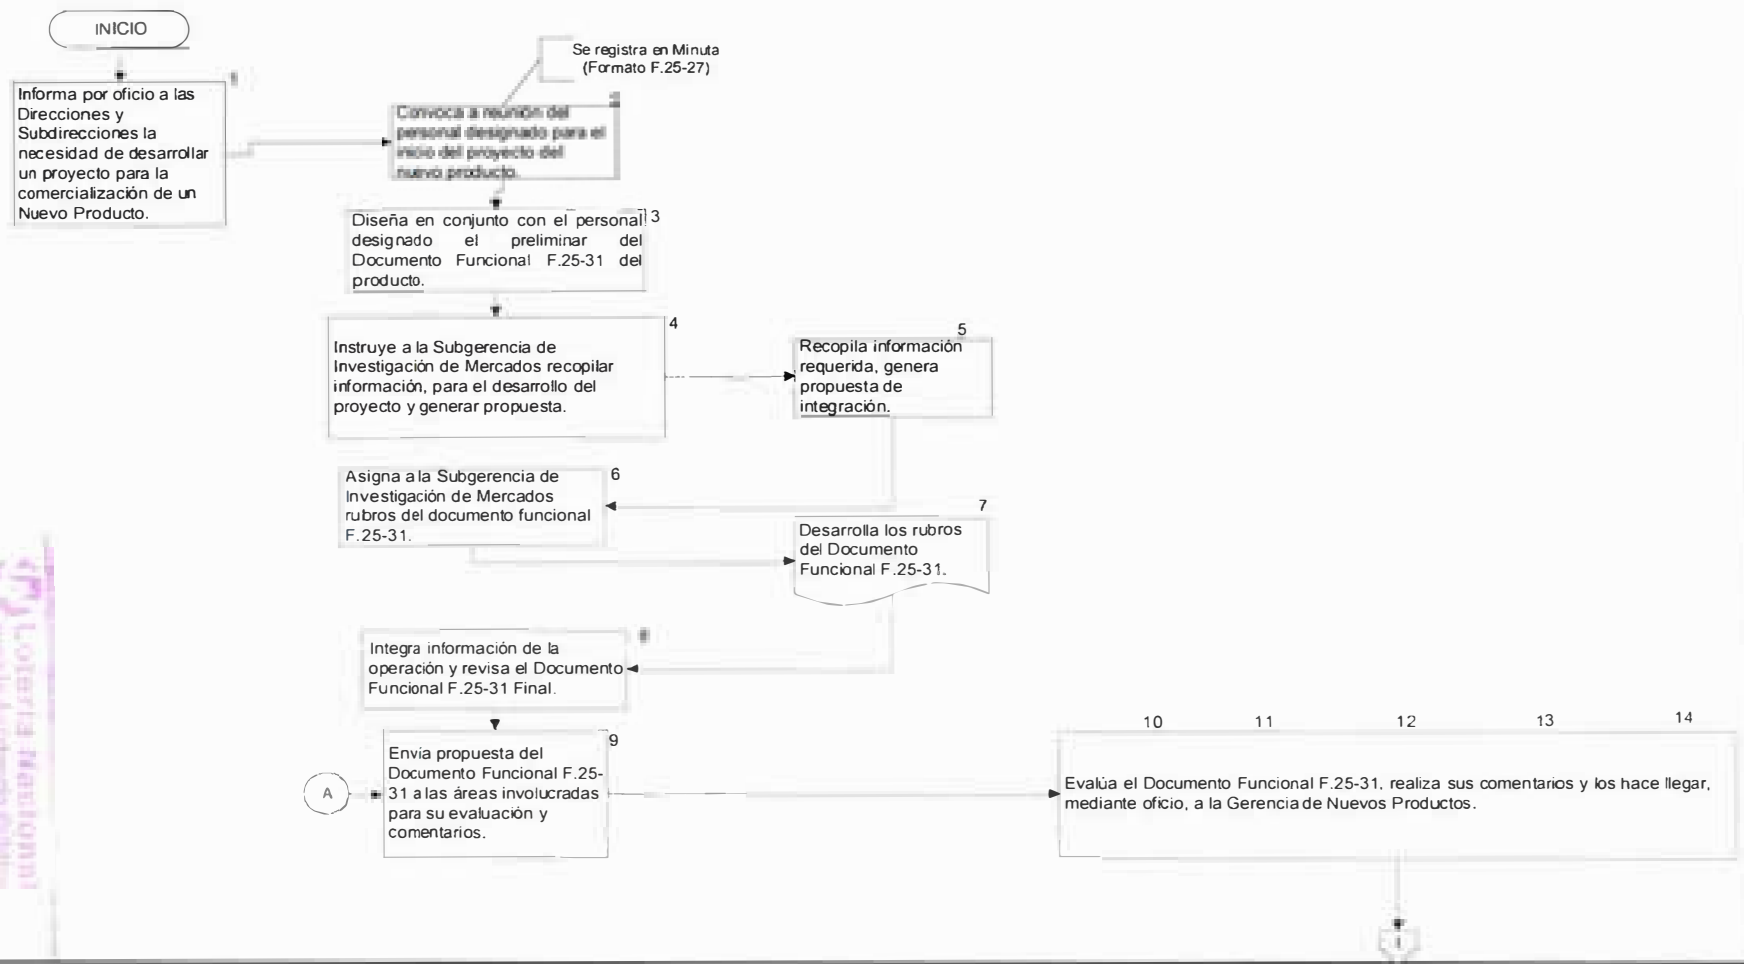 INICIO
Se registra en Minuta
(Formato F.25-27)
Informa por oficio a las
Direcciones y
Subdirecciones la
necesidad de desarrollar
un proyecto para la
comercialización de un
Nuevo Producto.
Convoca a reunión del
personal designado para el
inicio del proyecto del
nuevo producto.
3
Diseña en conjunto con el personal
designado el preliminar del
Documento Funcional F.25-31 del
producto.
4
Instruye a la Subgerencia de
Investigación de Mercados recopilar
información, para el desarrollo del
proyecto y generar propuesta.
5
Recopila información
requerida, genera
propuesta de
integración.
6
Asigna a la Subgerencia de
Investigación de Mercados
rubros del documento funcional
F.25-31.
7
Desarrolla los rubros
del Documento
Funcional F.25-31.
Integra información de la
operación y revisa el Documento
Funcional F.25-31 Final.
9
A
Envía propuesta del
Documento Funcional F.25-
31 a las áreas involucradas
para su evaluación y
comentarios.
10 11 12 13 14
Evalúa el Documento Funcional F.25-31, realiza sus comentarios y los hace llegar,
mediante oficio, a la Gerencia de Nuevos Productos.
Lotería Nacional